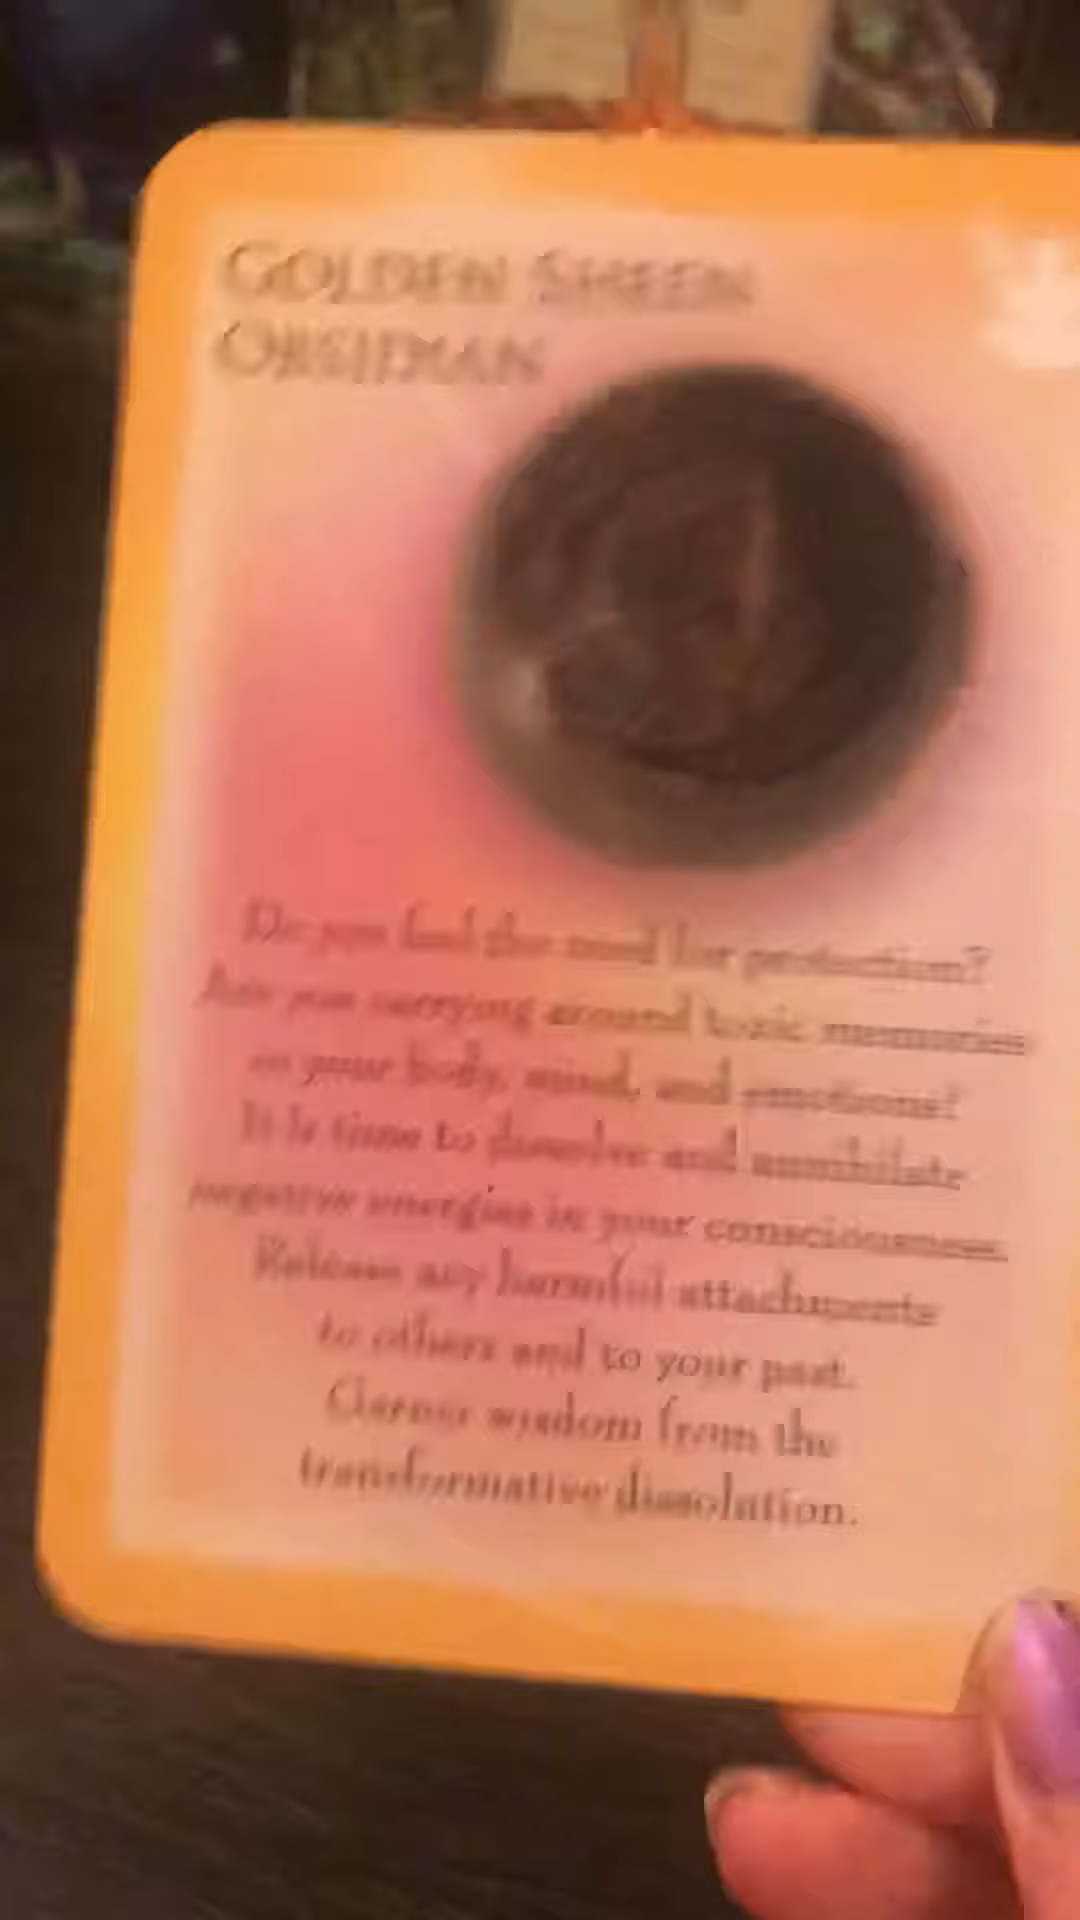 GOLDEN SHEEN
OBSIDIAN
Do you feel the need for protection?
Are you carrying around toxic memories
in your body, mind, and emotions?
It is time to dissolve and annihilate
negative energies in your consciousness.
Release any harmful attachments
to others and to your past.
Garner wisdom from the
transformative dissolution.